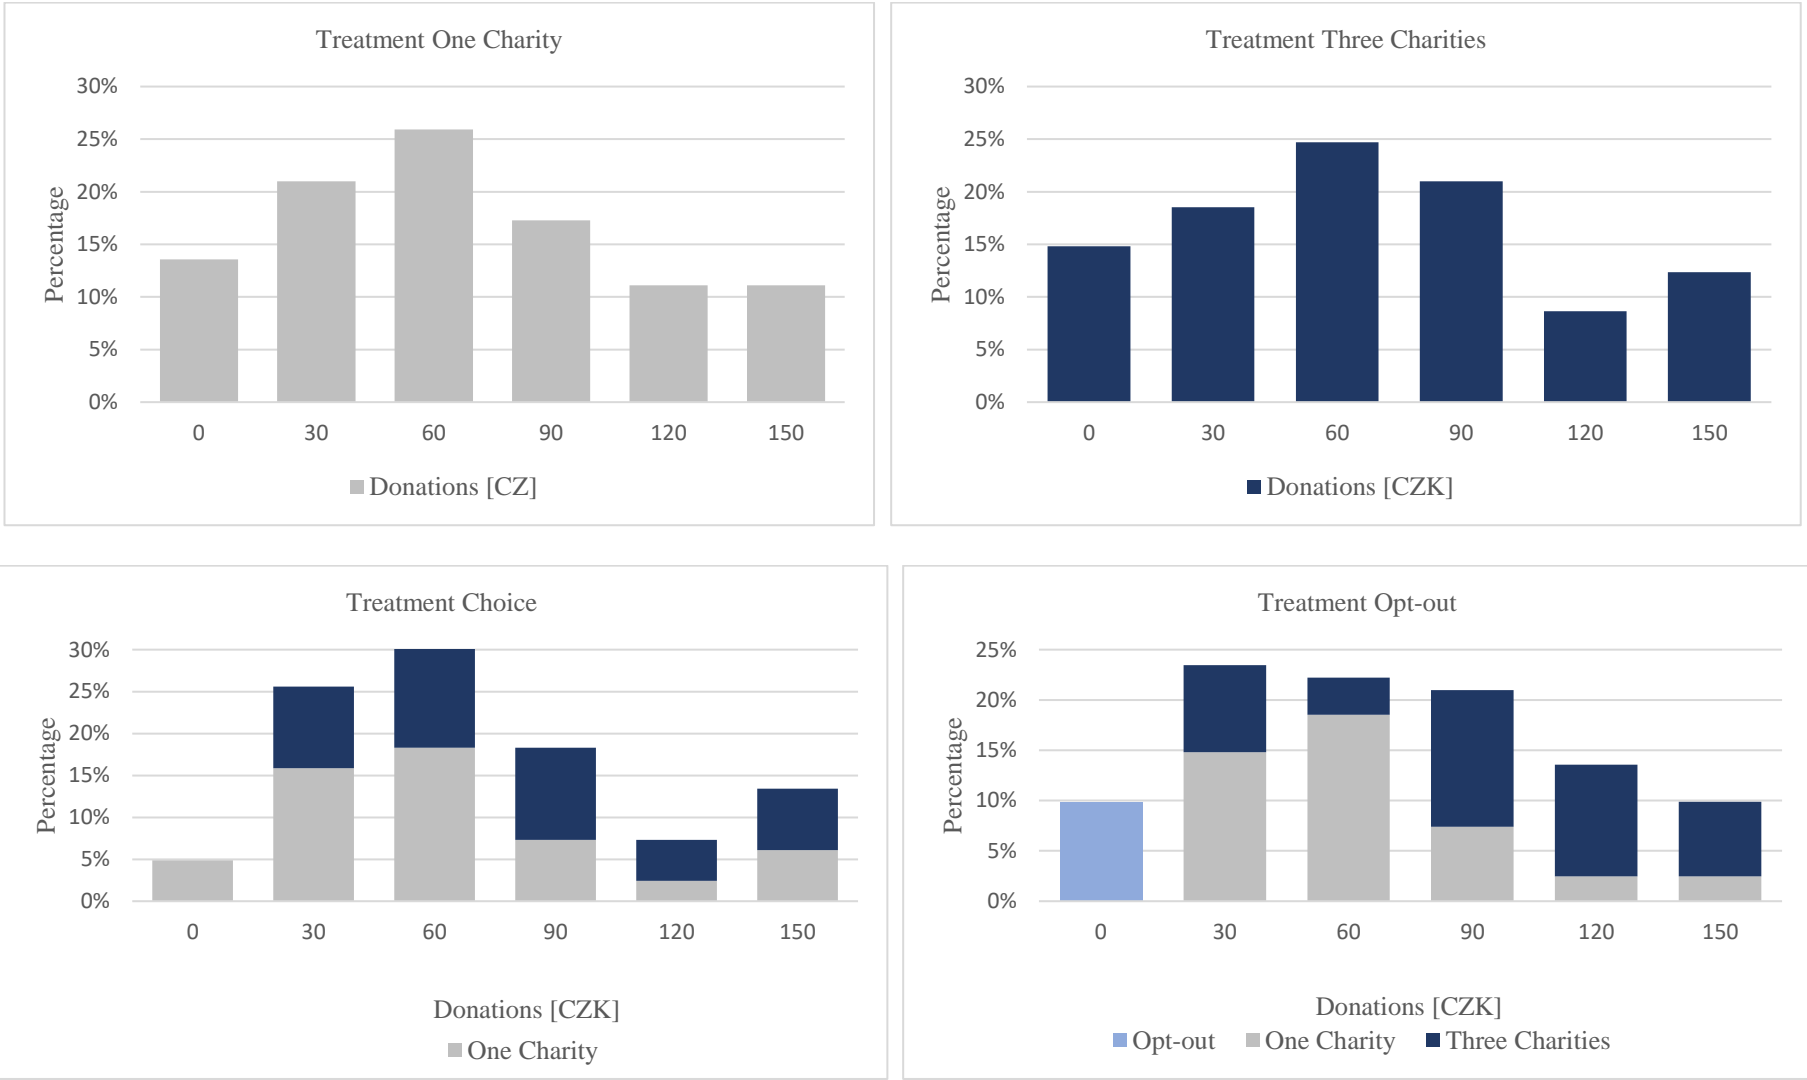 Treatment One Charity
30%
25%
20%
15%
10%
5%
0%
Percentage
0 30 60 90 120 150
Donations [CZ]
Treatment Three Charities
30%
25%
20%
15%
10%
5%
0%
Percentage
0 30 60 90 120 150
Donations [CZK]
Treatment Choice
30%
25%
20%
15%
10%
5%
0%
Percentage
0 30 60 90 120 150
Donations [CZK]
One Charity
Treatment Opt-out
25%
20%
15%
10%
5%
0%
Percentage
0 30 60 90 120 150
Donations [CZK]
Opt-out One Charity Three Charities